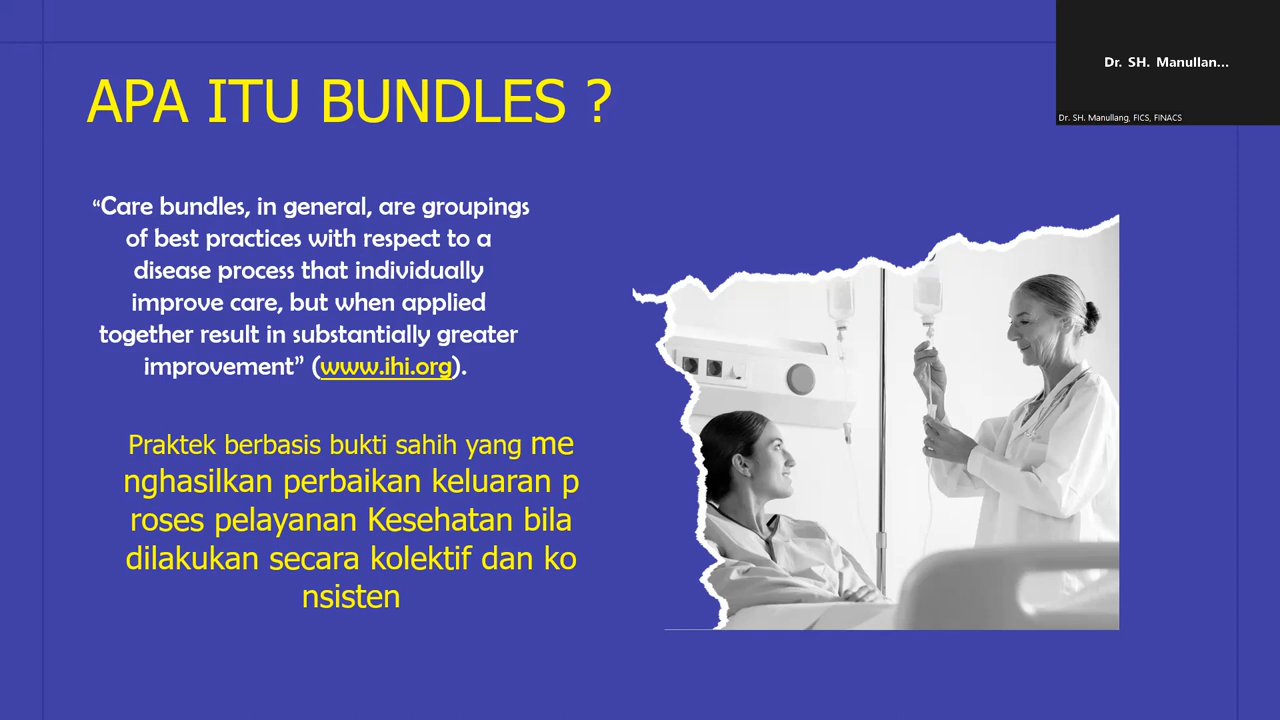 APA ITU BUNDLES ?
Dr. SH. Manullan...
Dr. SH. Manullang, FICS, FINACS
“Care bundles, in general, are groupings
of best practices with respect to a
disease process that individually
improve care, but when applied
together result in substantially greater
improvement” (www.ihi.org).
Praktek berbasis bukti sahih yang me
nghasilkan perbaikan keluaran p
roses pelayanan Kesehatan bila
dilakukan secara kolektif dan ko
nsisten